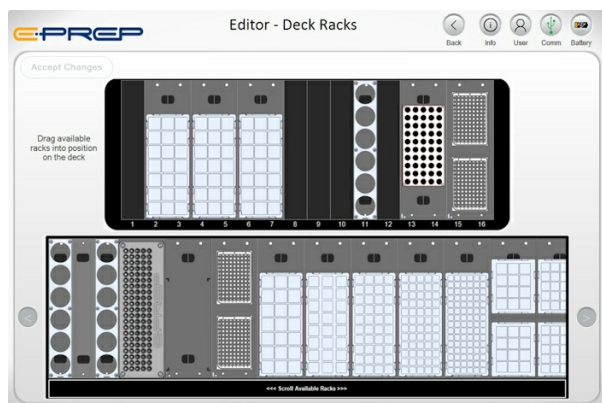 e-PREP
Editor - Deck Racks
Back
Info
User
Comm
Battery
Accept Changes
Drag available
racks into position
on the deck
1 2 3 4 5 6 7 8 9 10 11 12 13 14 15 16
<<< Scroll Available Racks >>>